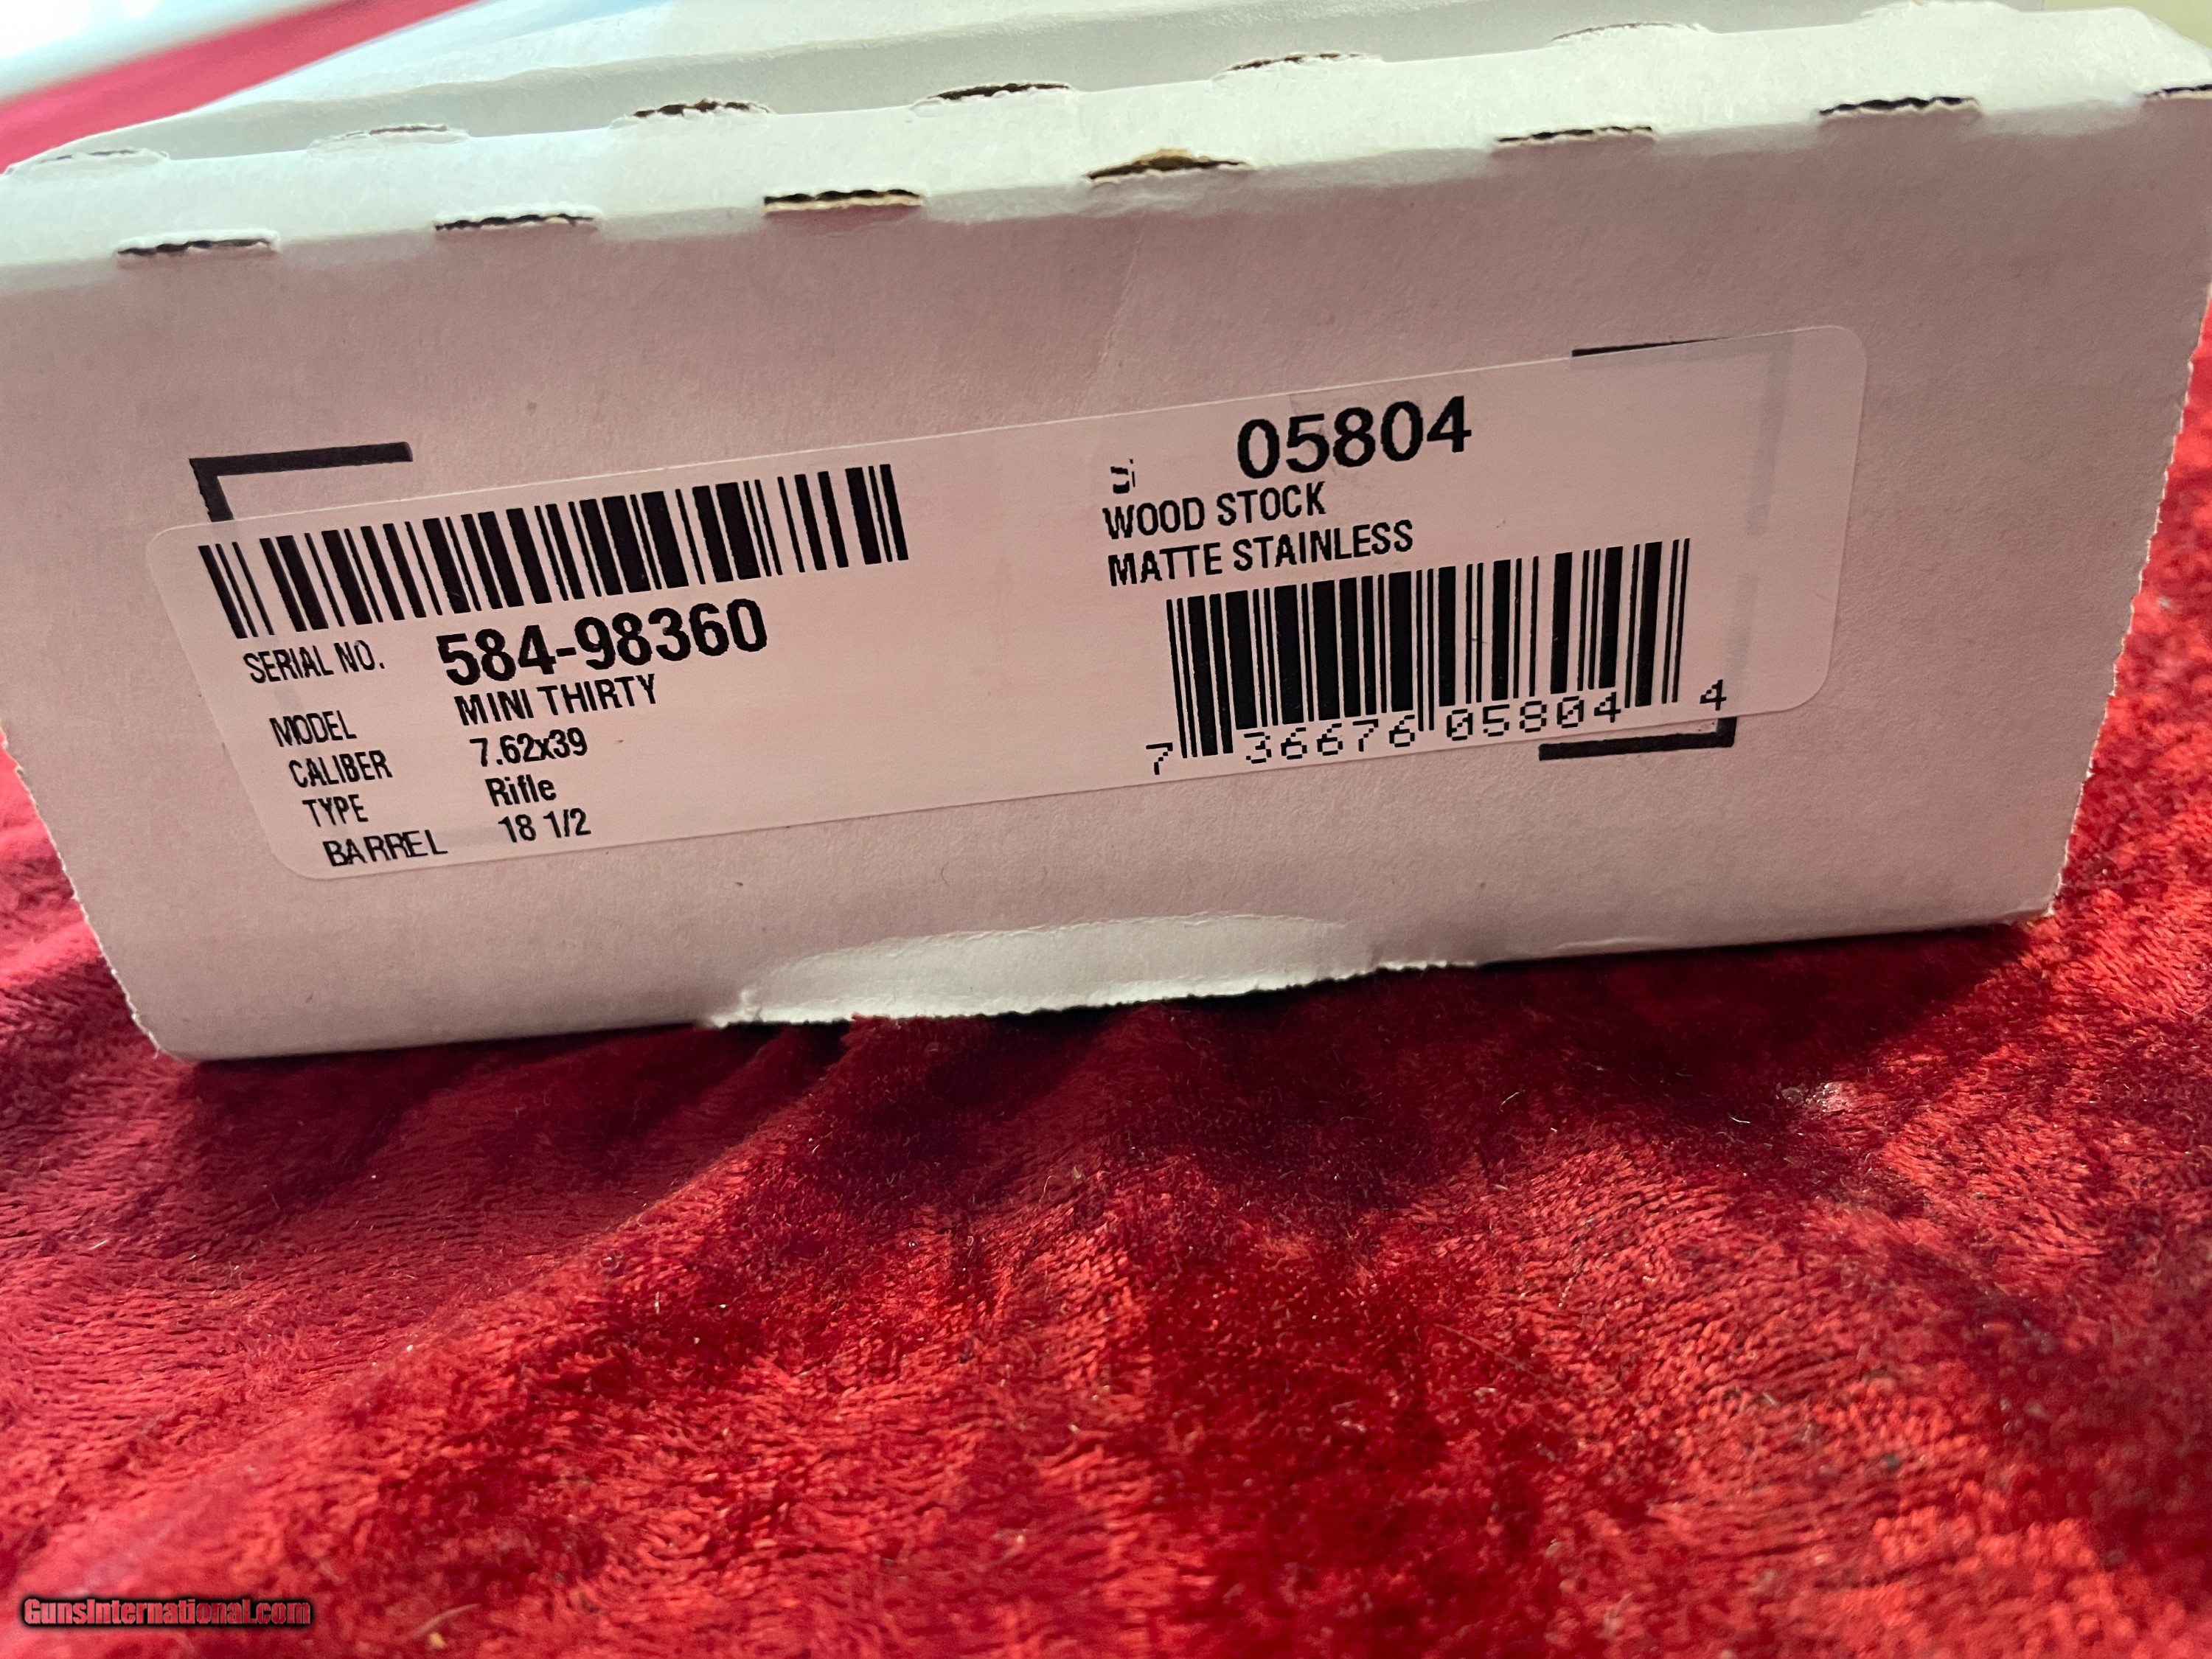 SERIAL NO. 584-98360
MODEL MINI THIRTY
CALIBER 7.62x39
TYPE Rifle
BARREL 18 1/2
05804
WOOD STOCK
MATTE STAINLESS
7 36676 05804 4
GunsInternational.com